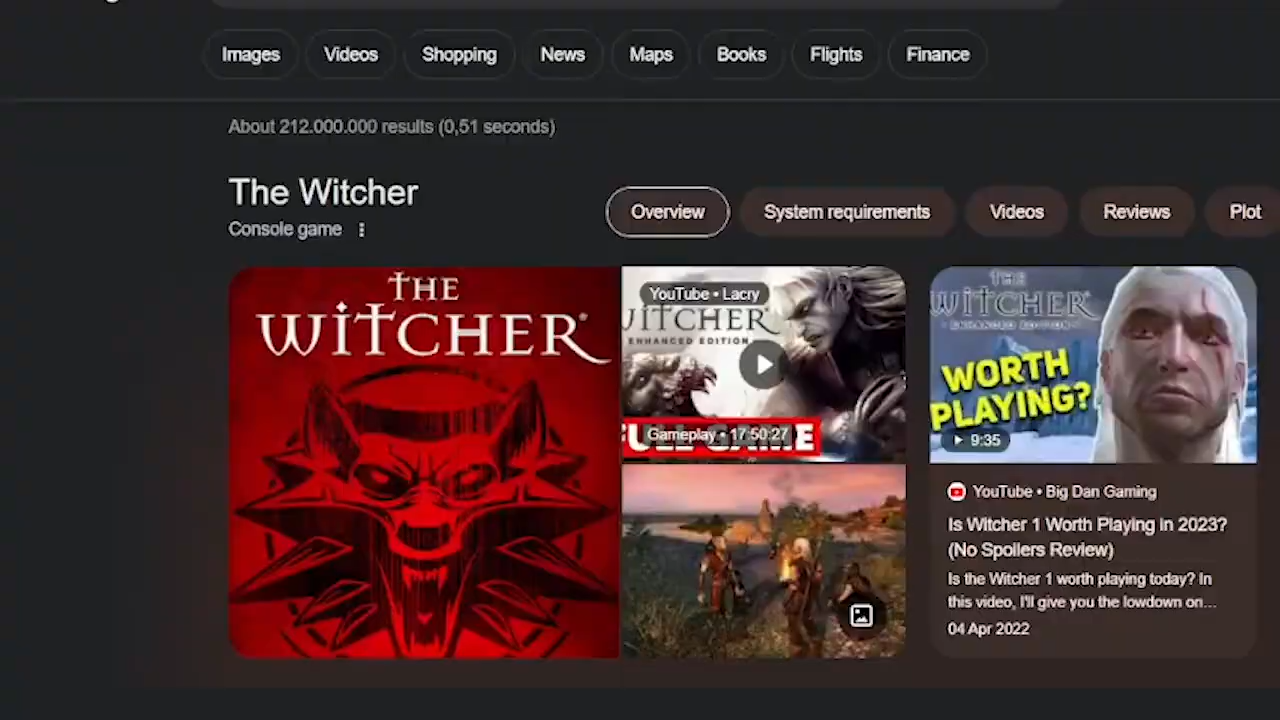 Images Videos Shopping News Maps Books Flights Finance
About 212.000.000 results (0,51 seconds)
The Witcher
Console game
Overview System requirements Videos Reviews Plot
THE
WITCHER
YouTube • Lacry
WITCHER
ENHANCED EDITION
Gameplay • 17:50:27
FULL GAME
THE
WITCHER
ENHANCED EDITION
WORTH
PLAYING?
9:35
YouTube • Big Dan Gaming
Is Witcher 1 Worth Playing in 2023?
(No Spoilers Review)
Is the Witcher 1 worth playing today? In
this video, I'll give you the lowdown on...
04 Apr 2022